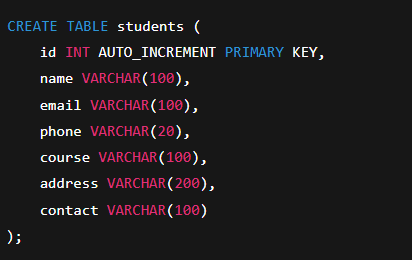 CREATE TABLE students (
    id INT AUTO_INCREMENT PRIMARY KEY,
    name VARCHAR(100),
    email VARCHAR(100),
    phone VARCHAR(20),
    course VARCHAR(100),
    address VARCHAR(200),
    contact VARCHAR(100)
);